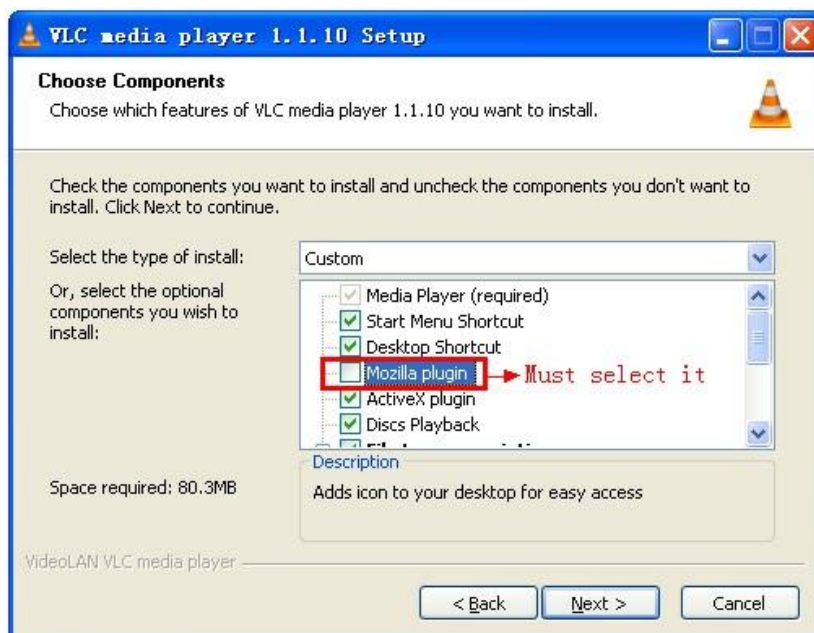 VLC media player 1.1.10 Setup
Choose Components
Choose which features of VLC media player 1.1.10 you want to install.
Check the components you want to install and uncheck the components you don't want to
install. Click Next to continue.
Select the type of install:
Custom
Or, select the optional
components you wish to
install:
Media Player (required)
Start Menu Shortcut
Desktop Shortcut
Mozilla plugin
Must select it
ActiveX plugin
Discs Playback
Space required: 80.3MB
Description
Adds icon to your desktop for easy access
VideoLAN VLC media player
< Back
Next >
Cancel